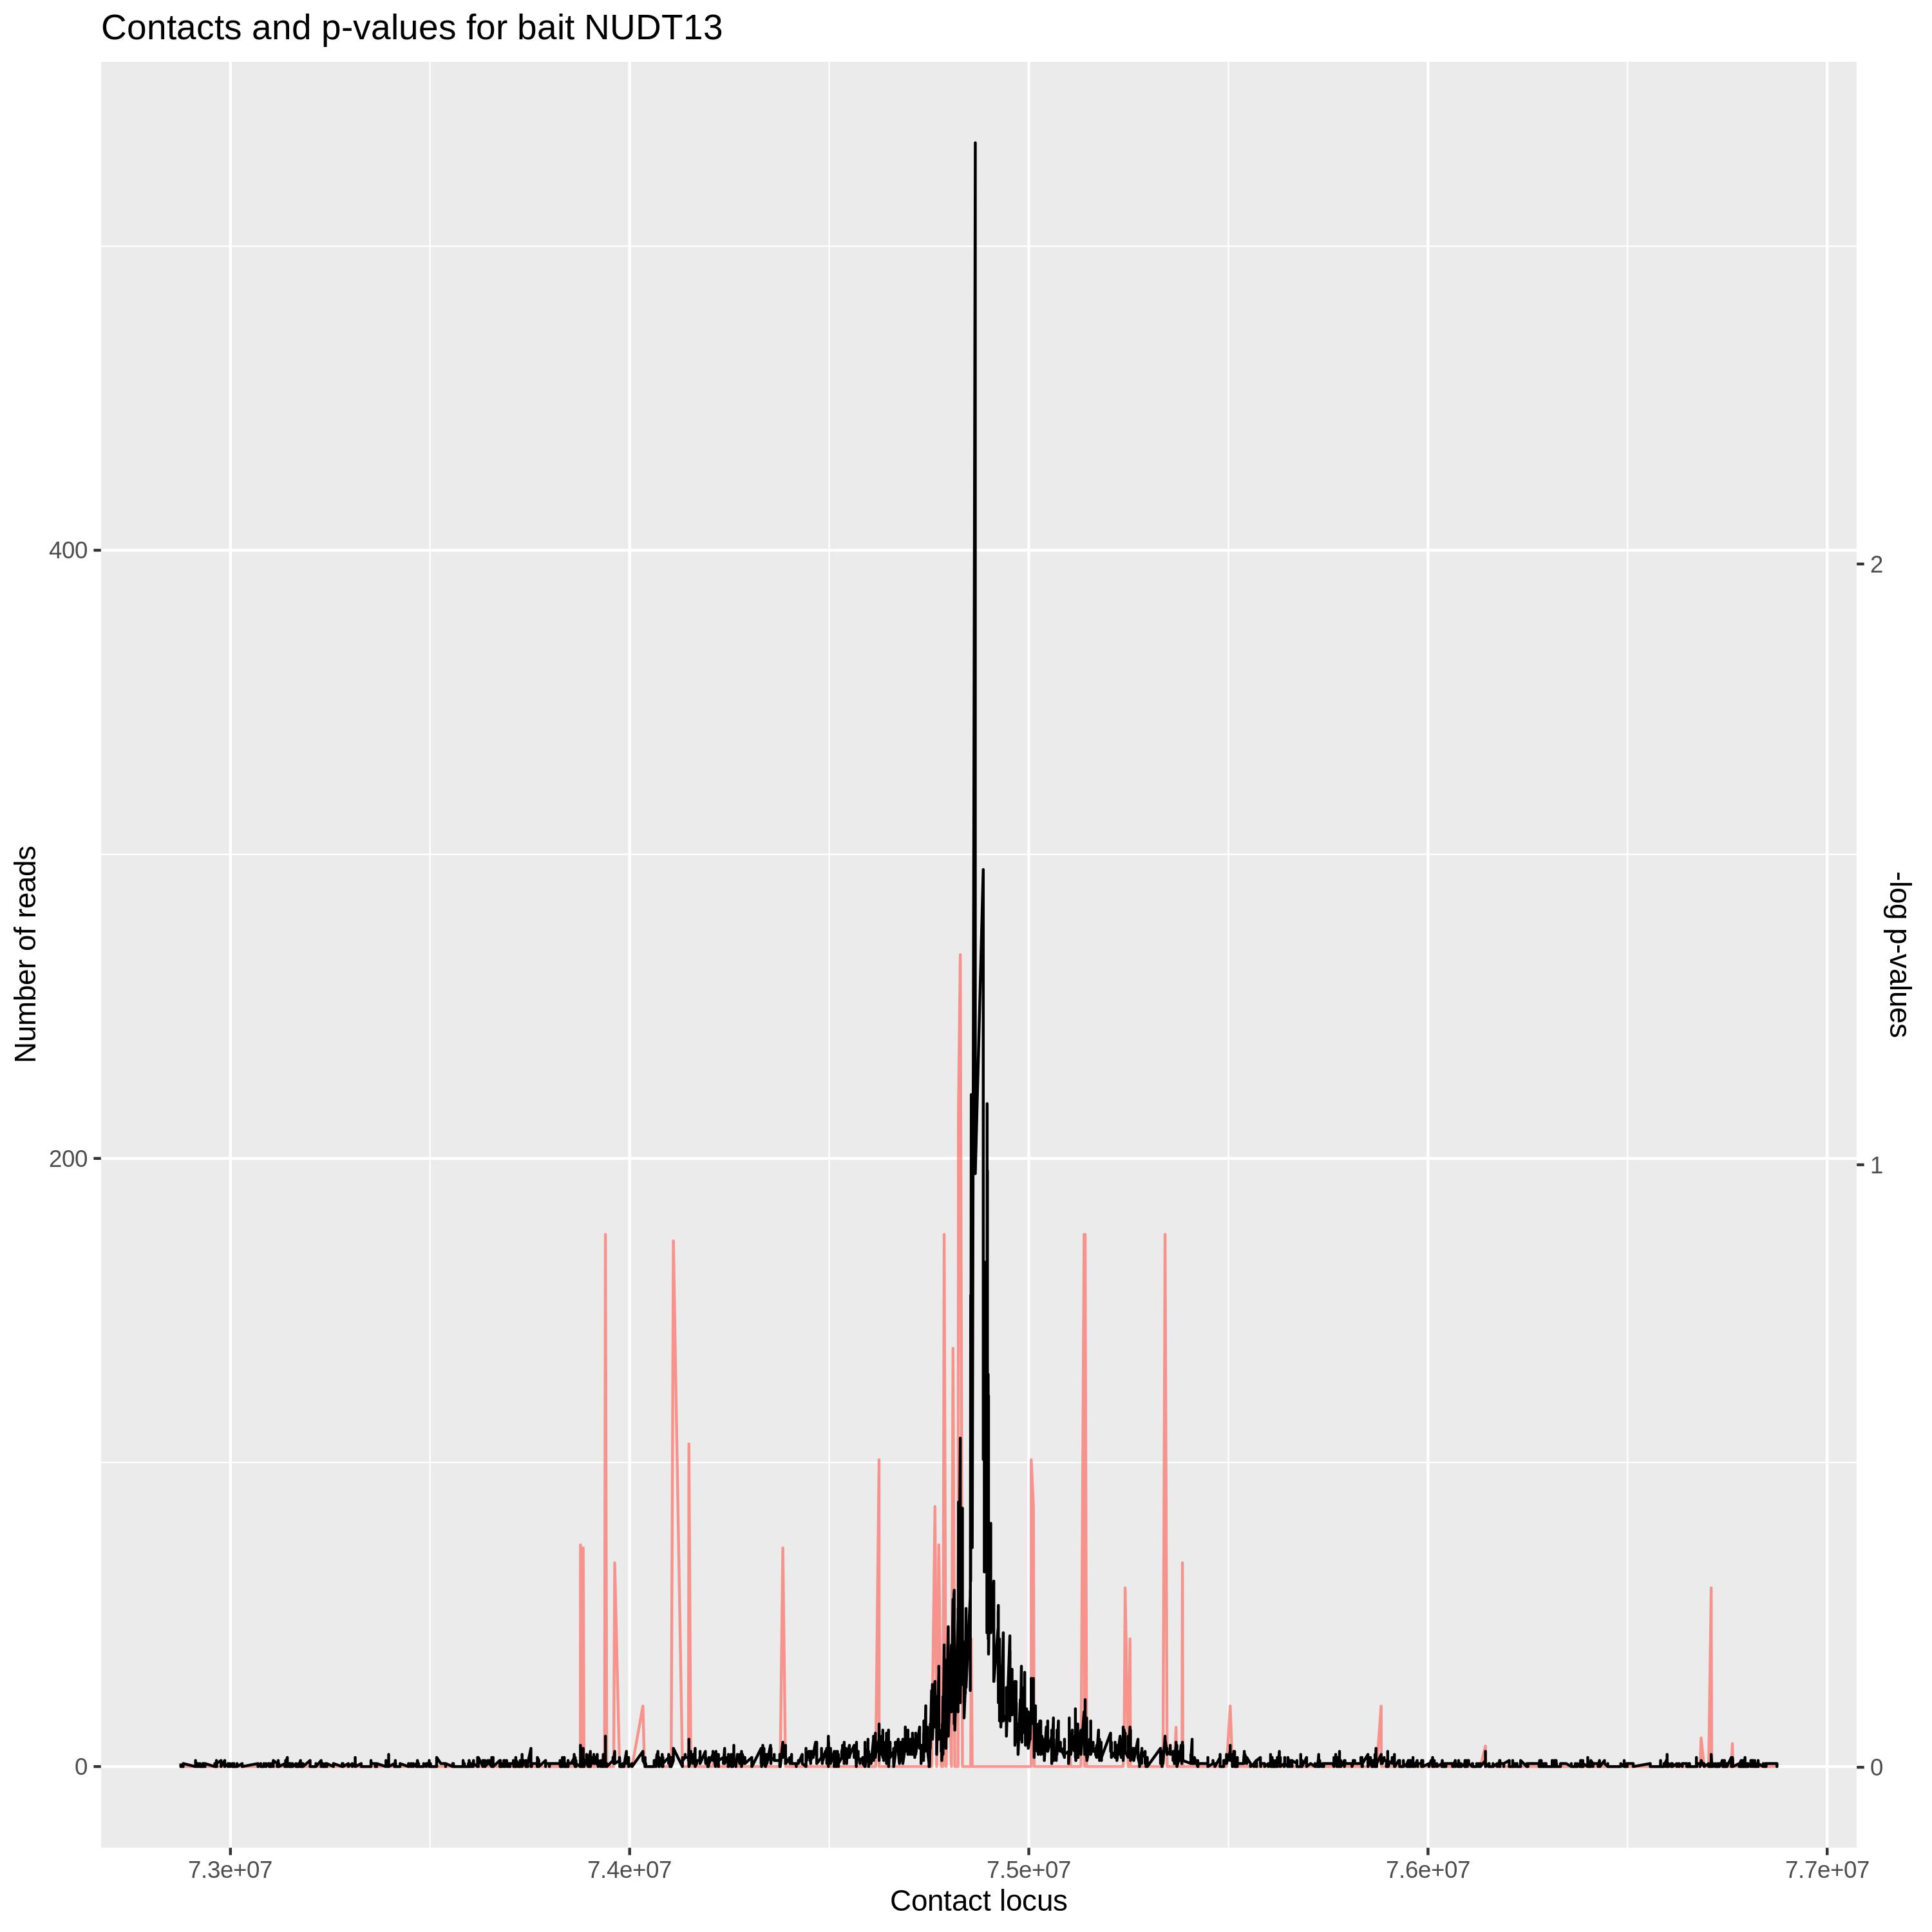 Contacts and p-values for bait NUDT13
400
200
0
Number of reads
2
1
0
-log p-values
7.3e+07
7.4e+07
7.5e+07
7.6e+07
7.7e+07
Contact locus